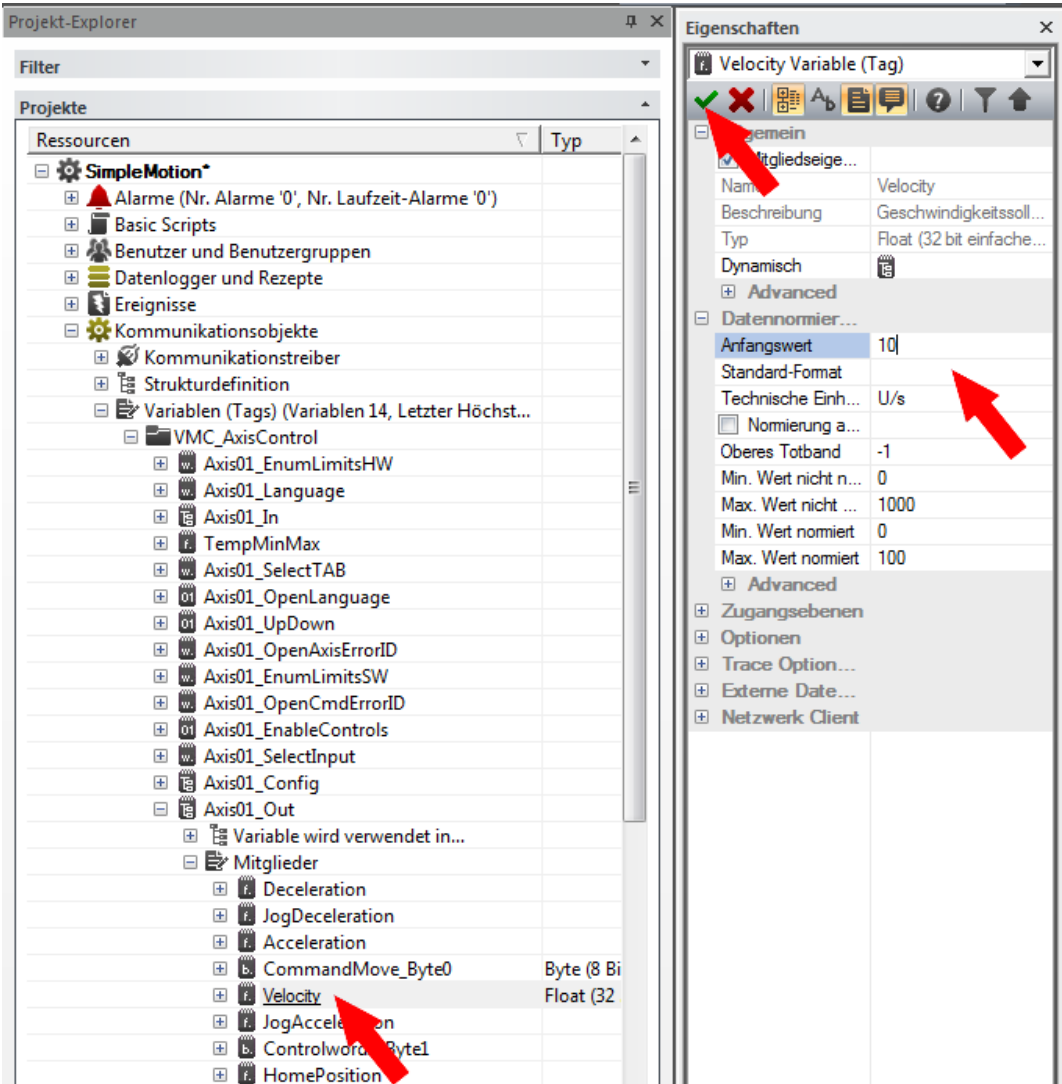 Projekt-Explorer
Filter
Projekte
Ressourcen Typ
SimpleMotion*
Alarme (Nr. Alarme '0', Nr. Laufzeit-Alarme '0')
Basic Scripts
Benutzer und Benutzergruppen
Datenlogger und Rezepte
Ereignisse
Kommunikationsobjekte
Kommunikationstreiber
Strukturdefinition
Variablen (Tags) (Variablen 14, Letzter Höchst...
VMC_AxisControl
Axis01_EnumLimitsHW
Axis01_Language
Axis01_In
TempMinMax
Axis01_SelectTAB
Axis01_OpenLanguage
Axis01_UpDown
Axis01_OpenAxisErrorID
Axis01_EnumLimitsSW
Axis01_OpenCmdErrorID
Axis01_EnableControls
Axis01_SelectInput
Axis01_Config
Axis01_Out
Variable wird verwendet in...
Mitglieder
Deceleration
JogDeceleration
Acceleration
CommandMove_Byte0 Byte (8 Bi
Velocity Float (32
HomePosition
Eigenschaften
Velocity Variable (Tag)
Name Velocity
Beschreibung Geschwindigkeitssoll...
Typ Float (32 bit einfache...
Dynamisch
Advanced
Datennormier...
Anfangswert 10
Standard-Format
Technische Einh... U/s
Normierung a...
Oberes Totband -1
Min. Wert nicht n... 0
Max. Wert nicht ... 1000
Min. Wert normiert 0
Max. Wert normiert 100
Advanced
Zugangsebenen
Optionen
Trace Option...
Externe Date...
Netzwerk Client